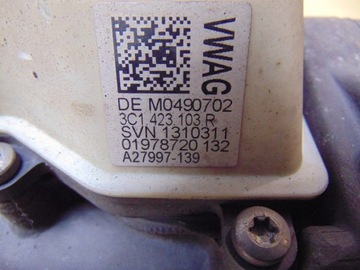 VWAG
DE M0490702
3C1 423 103 R
SVN 1310311
01978720 132
A27997-139